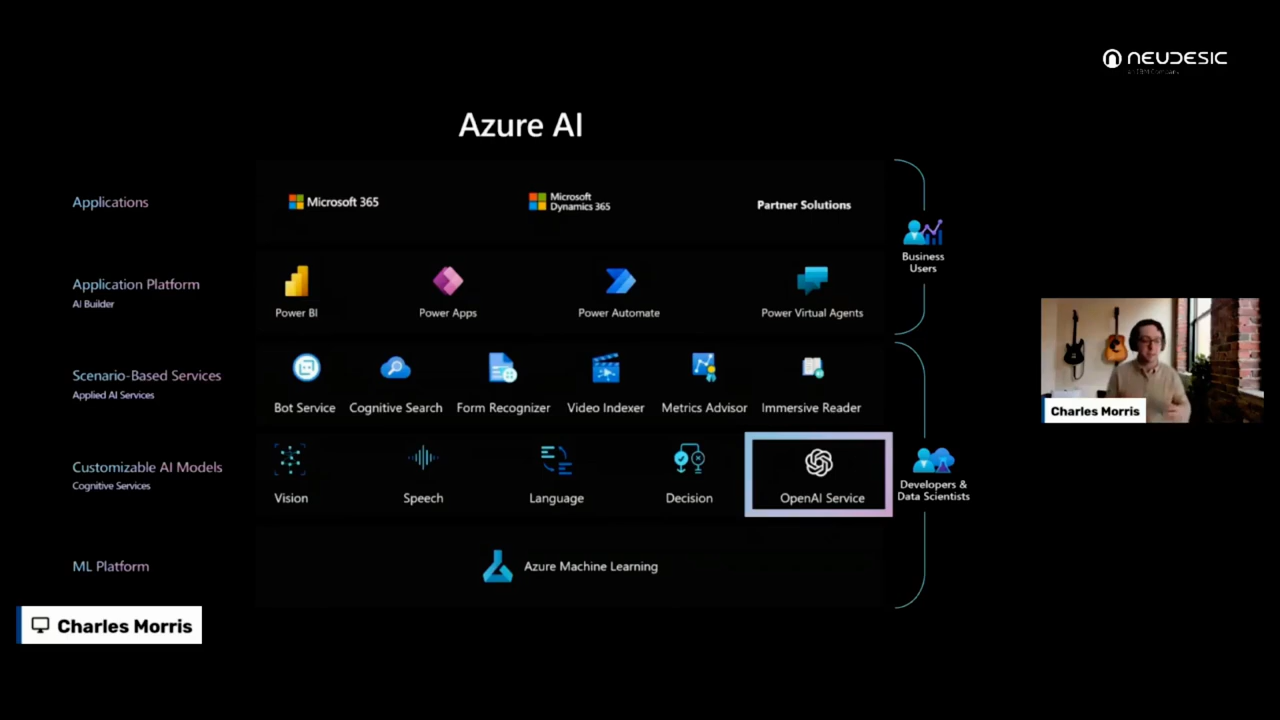 NEUDESIC
an IBM Company
Azure AI
Applications
Microsoft 365
Microsoft
Dynamics 365
Partner Solutions
Business
Users
Application Platform
AI Builder
Power BI
Power Apps
Power Automate
Power Virtual Agents
Scenario-Based Services
Applied AI Services
Bot Service
Cognitive Search
Form Recognizer
Video Indexer
Metrics Advisor
Immersive Reader
Charles Morris
Customizable AI Models
Cognitive Services
Vision
Speech
Language
Decision
OpenAI Service
Developers &
Data Scientists
ML Platform
Azure Machine Learning
Charles Morris